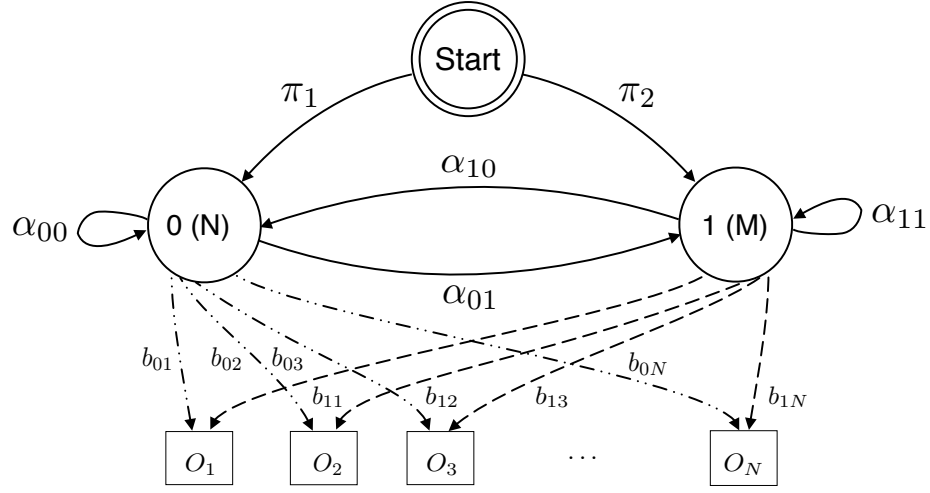 Start
π₁
π₂
α₁₀
α₀₀
0 (N)
1 (M)
α₁₁
α₀₁
b₀₁
b₀₂
b₀₃
b₀N
b₁₁
b₁₂
b₁₃
b₁N
O₁
O₂
O₃
...
O_N